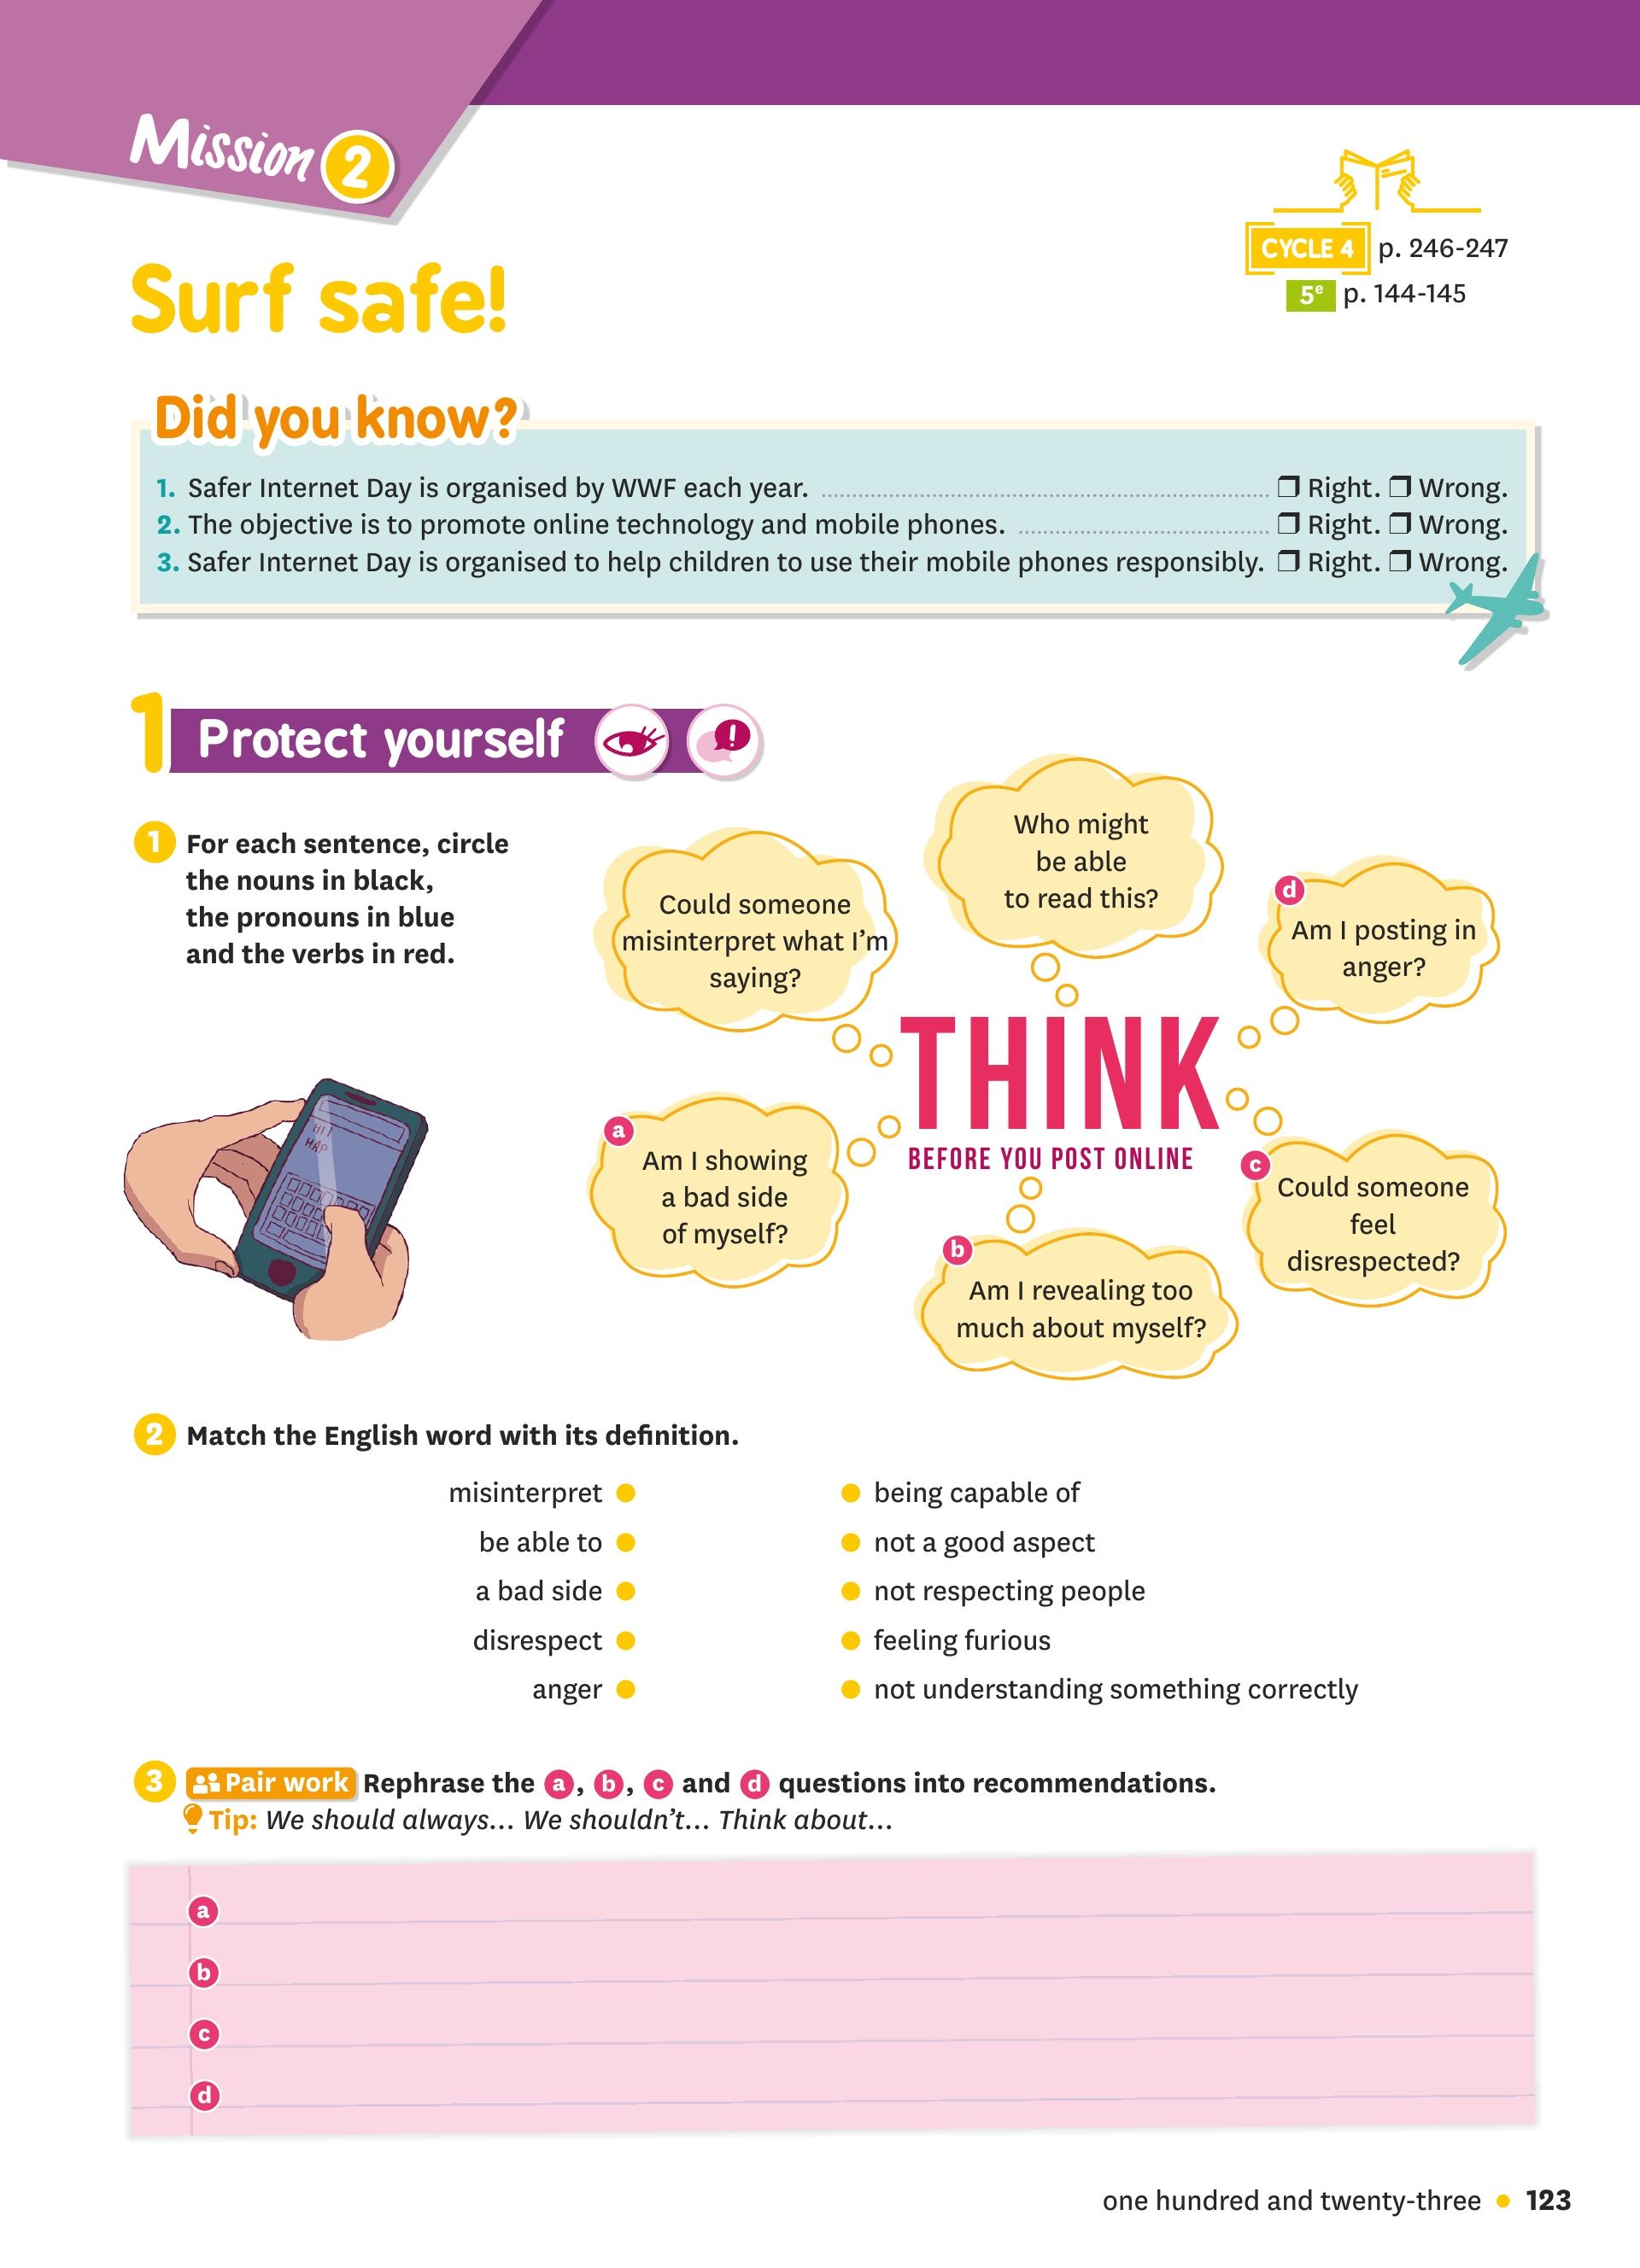 Mission 2
CYCLE 4 p. 246-247
5e p. 144-145
Surf safe!
Did you know?
1. Safer Internet Day is organised by WWF each year. ❒ Right. ❒ Wrong.
2. The objective is to promote online technology and mobile phones. ❒ Right. ❒ Wrong.
3. Safer Internet Day is organised to help children to use their mobile phones responsibly. ❒ Right. ❒ Wrong.
1 Protect yourself
1 For each sentence, circle
the nouns in black,
the pronouns in blue
and the verbs in red.
Could someone
misinterpret what I'm
saying?
Who might
be able
to read this?
d
Am I posting in
anger?
THINK
BEFORE YOU POST ONLINE
a
Am I showing
a bad side
of myself?
b
Am I revealing too
much about myself?
c
Could someone
feel
disrespected?
HI!
HAP
2 Match the English word with its definition.
misinterpret being capable of
be able to not a good aspect
a bad side not respecting people
disrespect feeling furious
anger not understanding something correctly
3 Pair work Rephrase the a, b, c and d questions into recommendations.
Tip: We should always... We shouldn't... Think about...
a
b
c
d
one hundred and twenty-three • 123